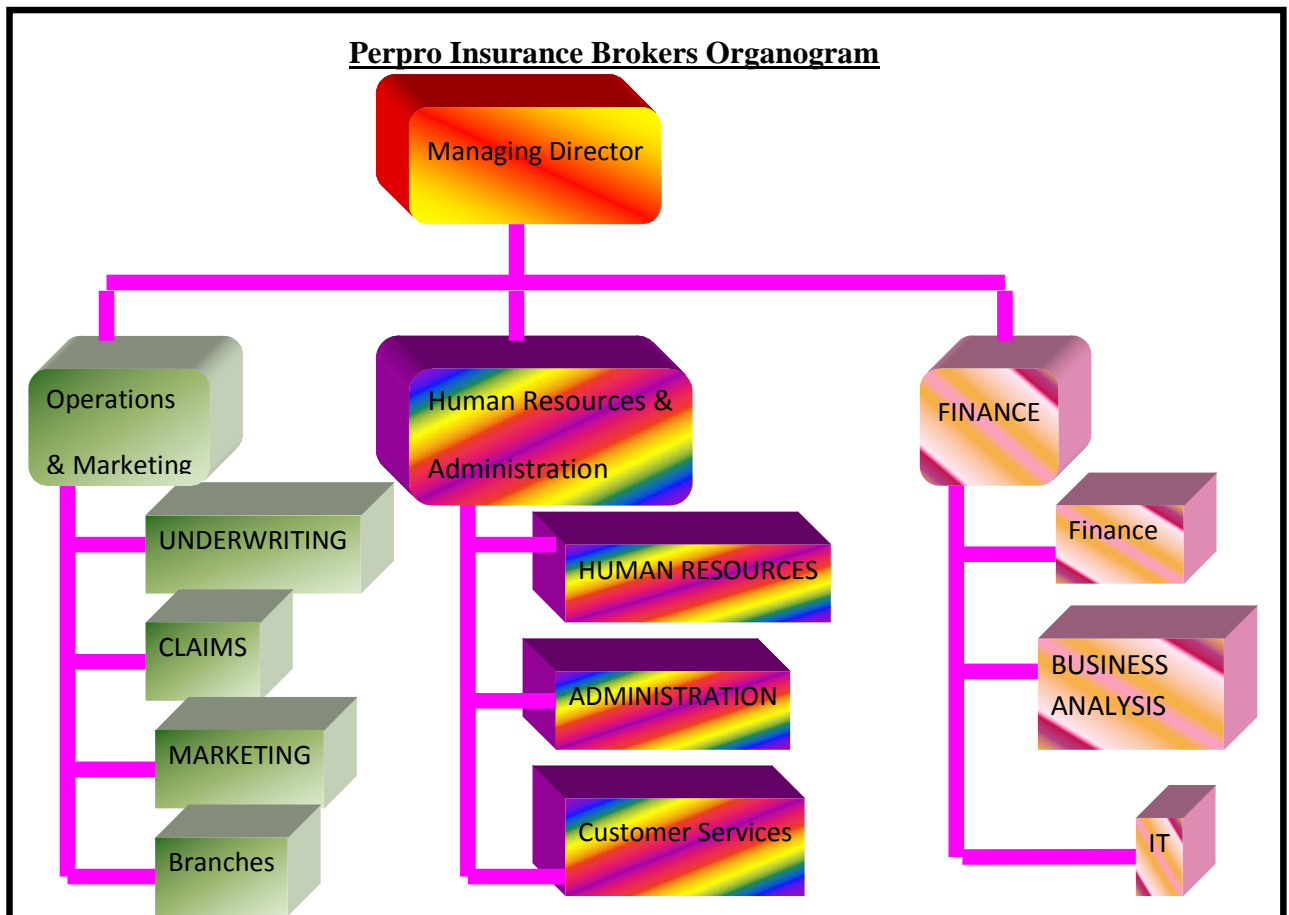 Perpro Insurance Brokers Organogram
Managing Director
Operations
& Marketing
UNDERWRITING
CLAIMS
MARKETING
Branches
Human Resources &
Administration
HUMAN RESOURCES
ADMINISTRATION
Customer Services
FINANCE
Finance
BUSINESS
ANALYSIS
IT